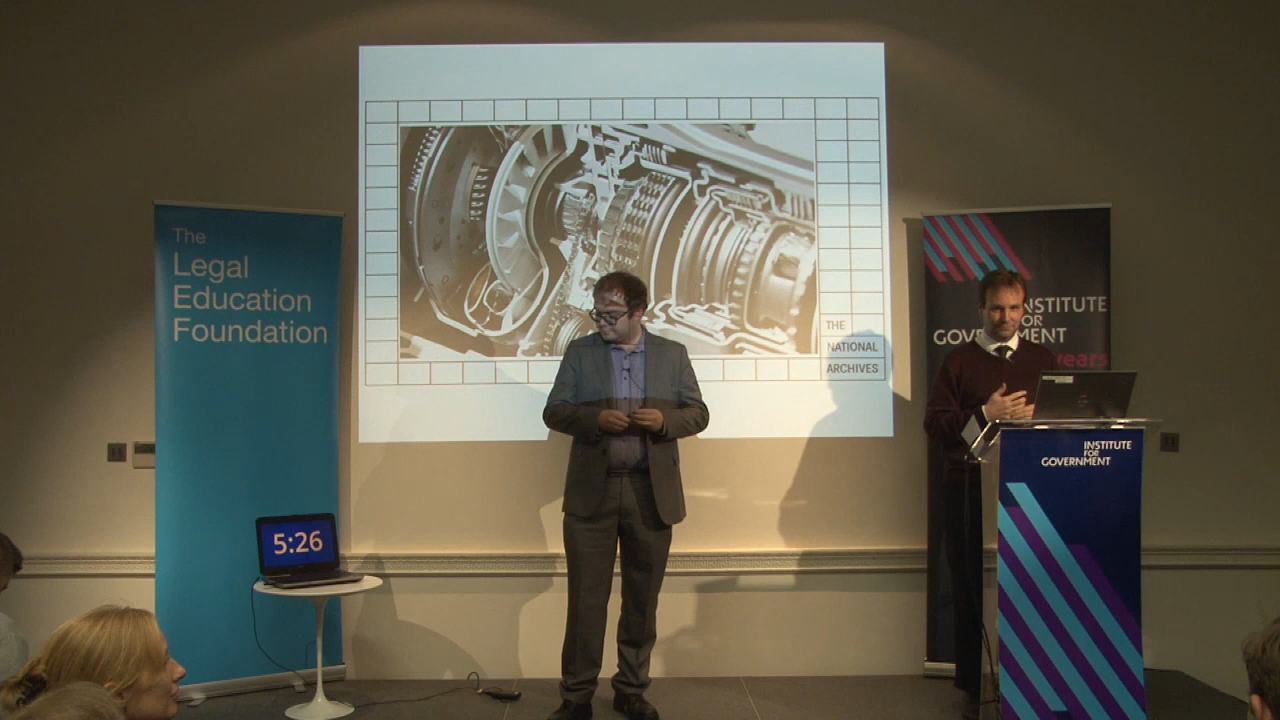 The
Legal
Education
Foundation
5:26
THE
NATIONAL
ARCHIVES
INSTITUTE
FOR
GOVERNMENT
years
INSTITUTE
FOR
GOVERNMENT